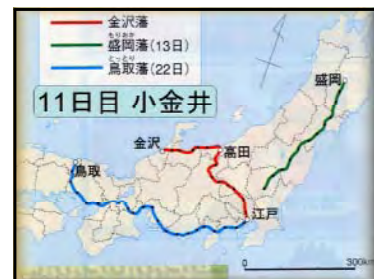 金沢藩
もりおか
盛岡藩(13日)
とっとり
鳥取藩(22日)
11日目 小金井
盛岡
金沢
高田
鳥取
江戸
0 300km